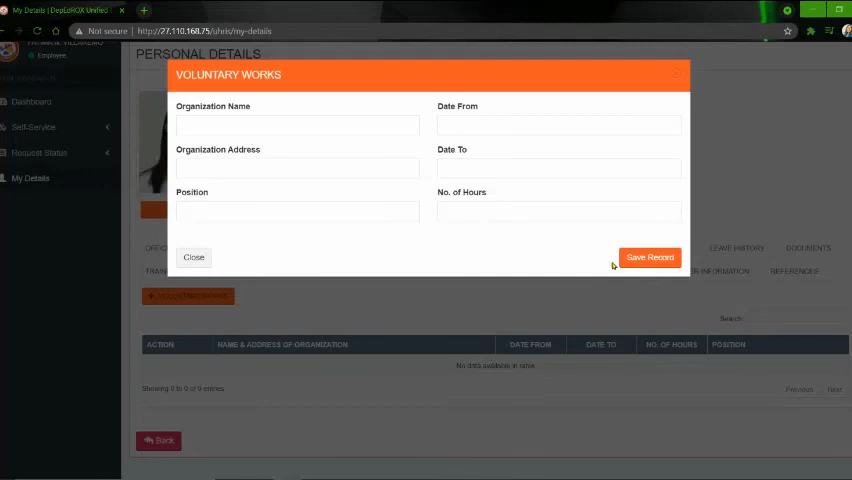 My Details | DepEdROX Unified
Not secure | http://27.110.168.75/uhris/my-details
Employee
PERSONAL DETAILS
VOLUNTARY WORKS
Organization Name
Date From
Dashboard
Self-Service
Organization Address
Date To
Request Status
My Details
Position
No. of Hours
LEAVE HISTORY
DOCUMENTS
Close
Save Record
INFORMATION
REFERENCES
VOLUNTARY WORKS
Search:
ACTION
NAME & ADDRESS OF ORGANIZATION
DATE FROM
DATE TO
NO. OF HOURS
POSITION
No data available in table
Showing 0 to 0 of 0 entries
Previous
Next
Back